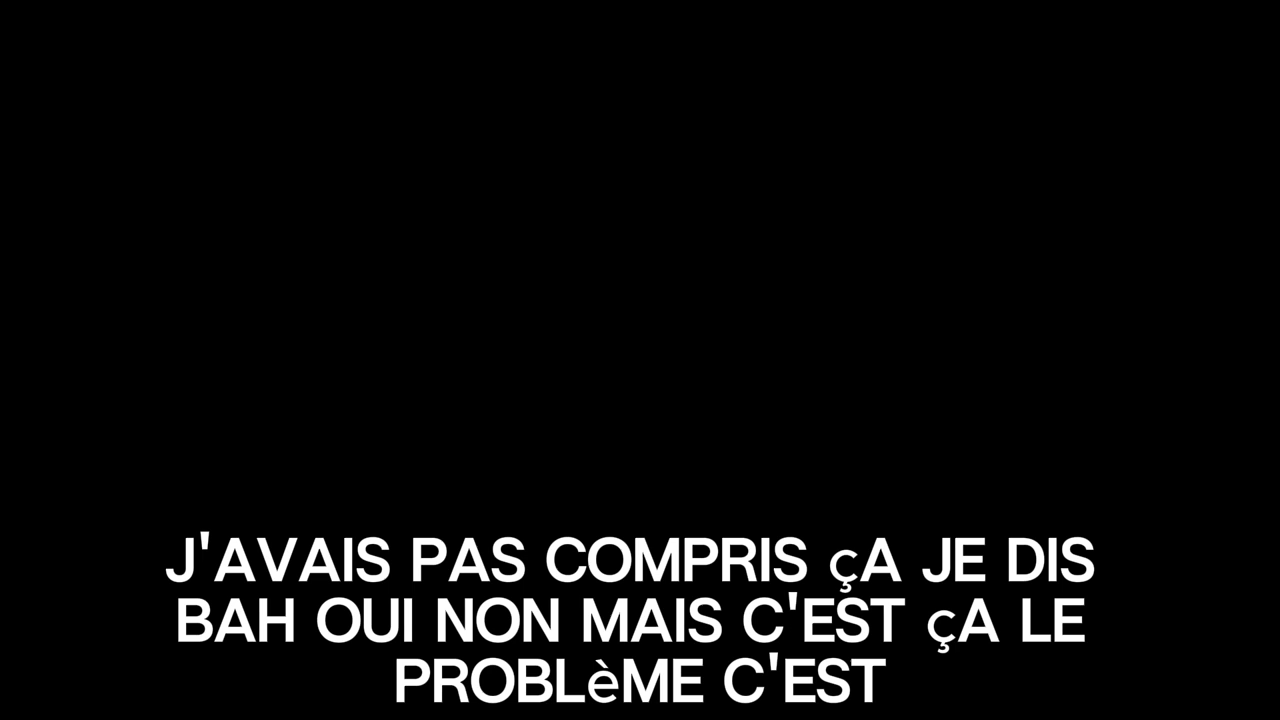 J'AVAIS PAS COMPRIS çA JE DIS
BAH OUI NON MAIS C'EST çA LE
PROBLèME C'EST